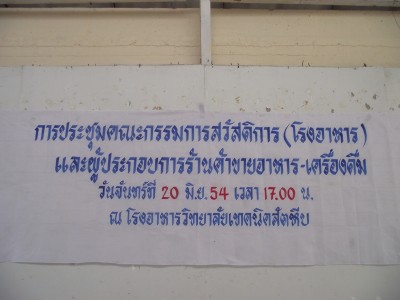 การประชุมคณะกรรมการสวัสดิการ (โรงอาหาร)
และผู้ประกอบการร้านค้าขายอาหาร-เครื่องดื่ม
วันจันทร์ที่ 20 มิ.ย. 54 เวลา 17.00 น.
ณ โรงอาหารวิทยาลัยเทคนิคสัตหีบ